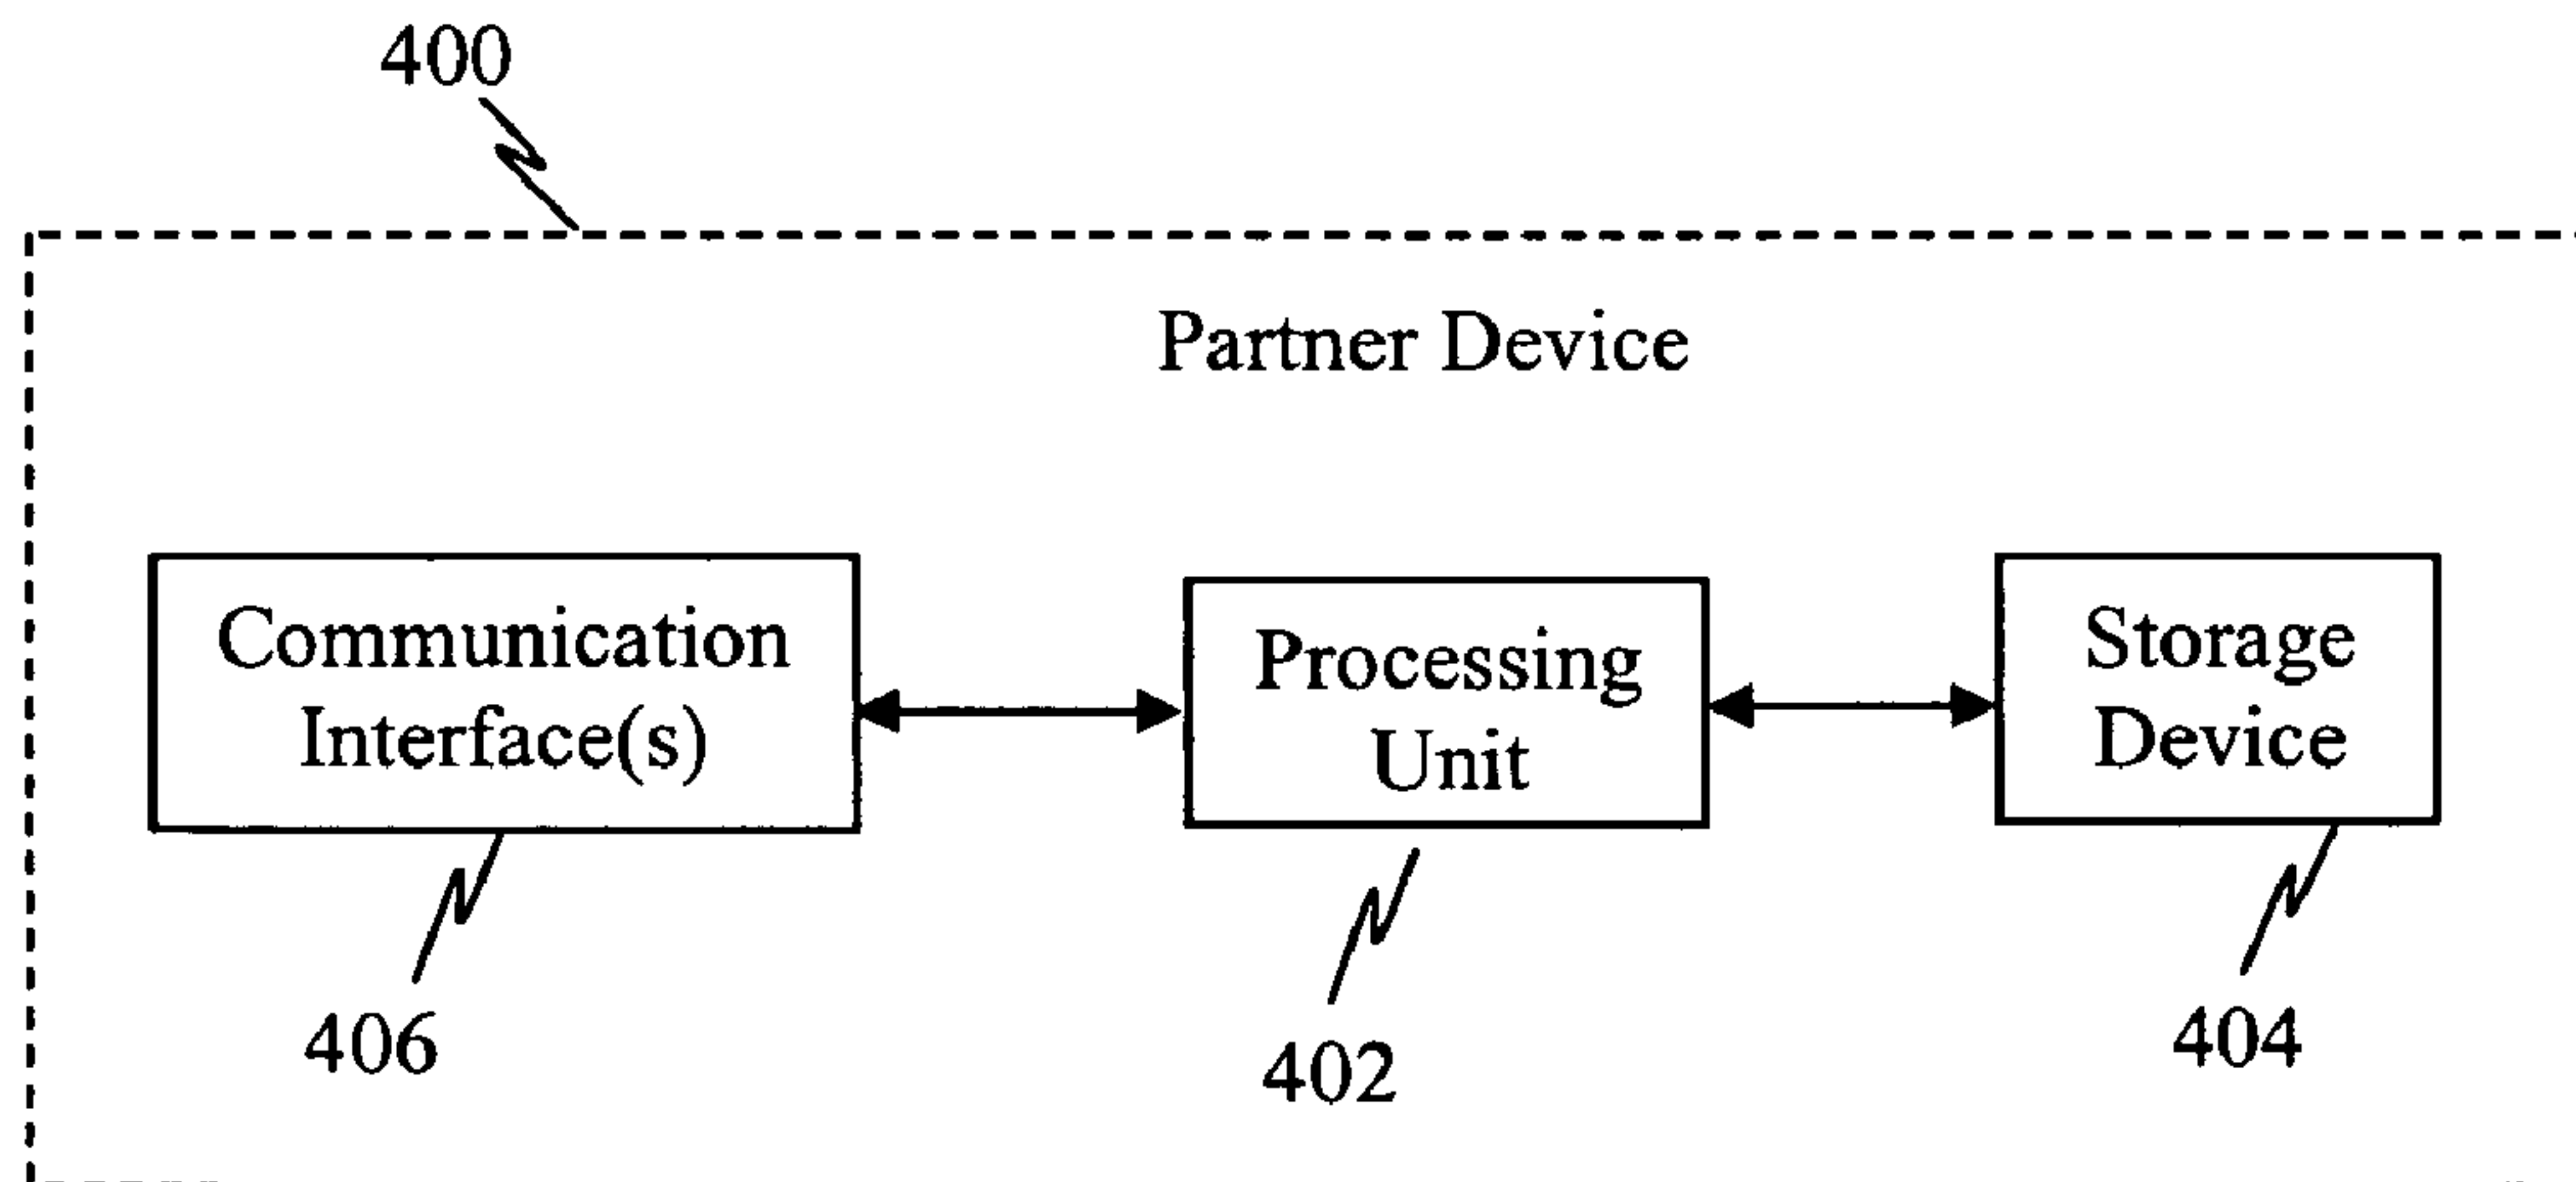 400
Partner Device
Communication
Interface(s)
Processing
Unit
Storage
Device
406
402
404